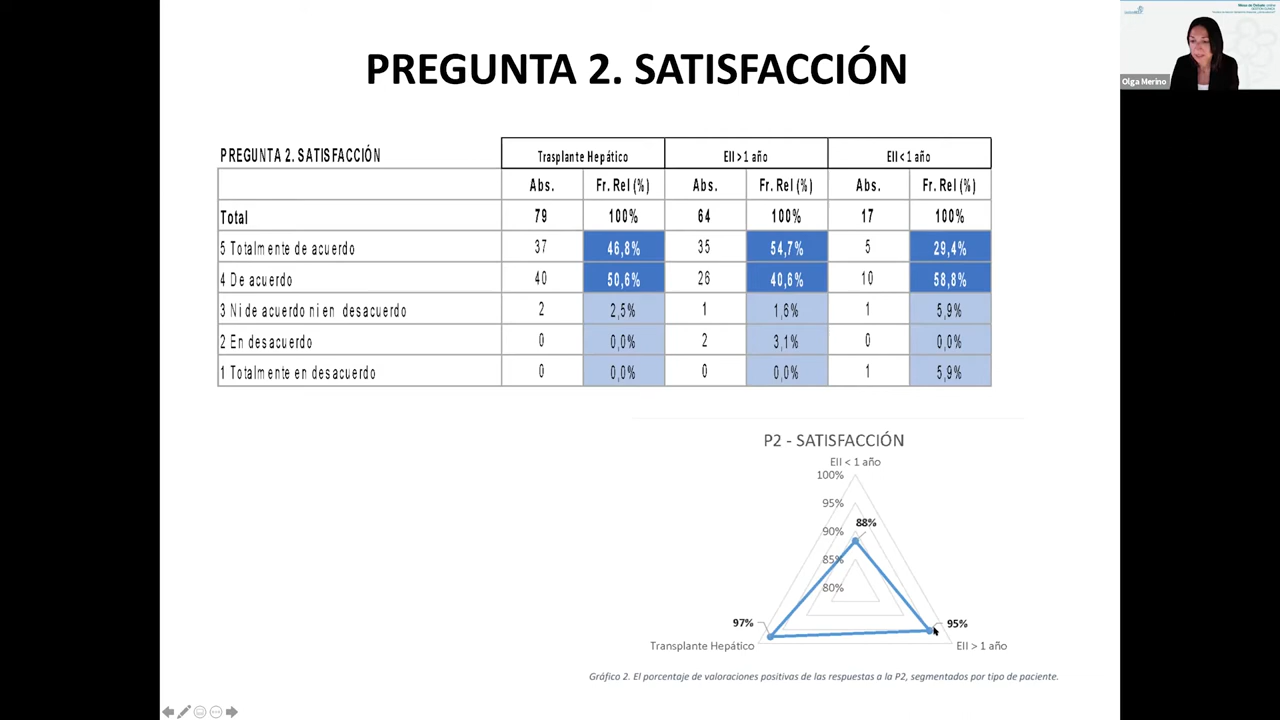 PREGUNTA 2. SATISFACCIÓN
Olga Merino
PREGUNTA 2. SATISFACCIÓN Trasplante Hepático EII > 1 año EII < 1 año
Abs. Fr. Rel (%) Abs. Fr. Rel (%) Abs. Fr. Rel (%)
Total 79 100% 64 100% 17 100%
5 Totalmente de acuerdo 37 46,8% 35 54,7% 5 29,4%
4 De acuerdo 40 50,6% 26 40,6% 10 58,8%
3 Ni de acuerdo ni en desacuerdo 2 2,5% 1 1,6% 1 5,9%
2 En desacuerdo 0 0,0% 2 3,1% 0 0,0%
1 Totalmente en desacuerdo 0 0,0% 0 0,0% 1 5,9%
P2 - SATISFACCIÓN
EII < 1 año
100%
95%
90%
88%
85%
80%
97%
95%
Transplante Hepático
EII > 1 año
Gráfico 2. El porcentaje de valoraciones positivas de las respuestas a la P2, segmentados por tipo de paciente.